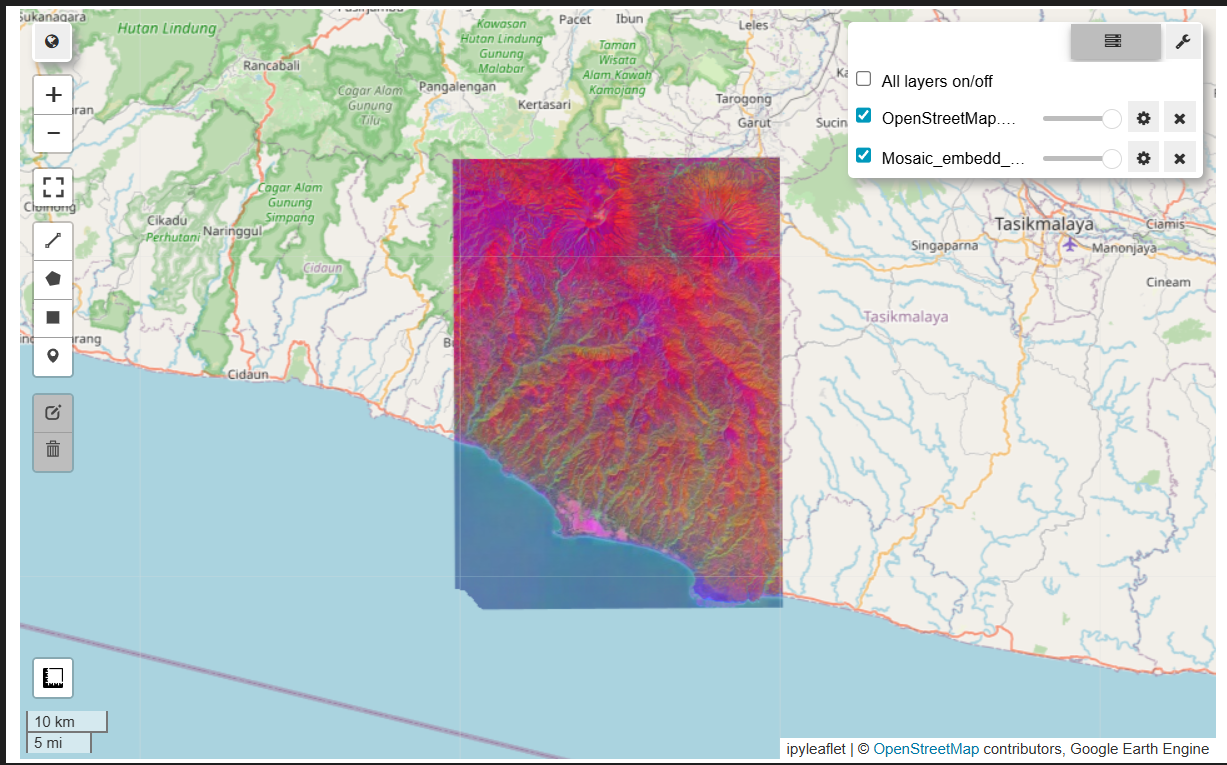 Sukanagara
Hutan Lindung
Kawasan
Hutan Lindung
Gunung
Malabar
Pacet
Ibun
Leles
Taman
Wisata
Alam Kawah
Kamojang
Rancabali
Cagar Alam
Gunung
Tilu
Pangalengan
Kertasari
Tarogong
Garut
All layers on/off
OpenStreetMap....
Mosaic_embedd_...
+
−
Cagar Alam
Gunung
Simpang
Cikadu
Perhutani
Naringgul
Cidaun
Tasikmalaya
Ciamis
Singaparna
Manonjaya
Cineam
Tasikmalaya
Cidaun
10 km
5 mi
ipyleaflet | © OpenStreetMap contributors, Google Earth Engine